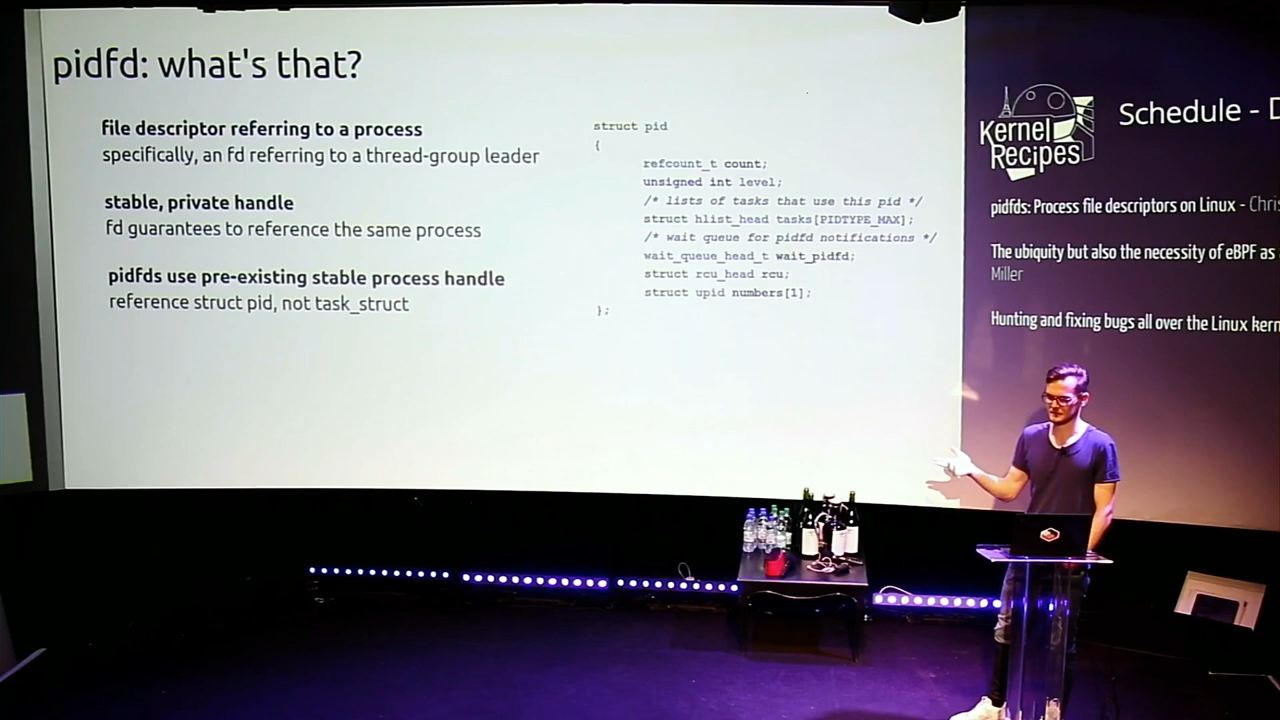 pidfd: what's that?
file descriptor referring to a process
specifically, an fd referring to a thread-group leader
stable, private handle
fd guarantees to reference the same process
pidfds use pre-existing stable process handle
reference struct pid, not task_struct
struct pid
{
refcount_t count;
unsigned int level;
/* lists of tasks that use this pid */
struct hlist_head tasks[PIDTYPE_MAX];
/* wait queue for pidfd notifications */
wait_queue_head_t wait_pidfd;
struct rcu_head rcu;
struct upid numbers[1];
};
Kernel
Recipes
Schedule - D
pidfds: Process file descriptors on Linux - Chris
The ubiquity but also the necessity of eBPF as
Miller
Hunting and fixing bugs all over the Linux kern